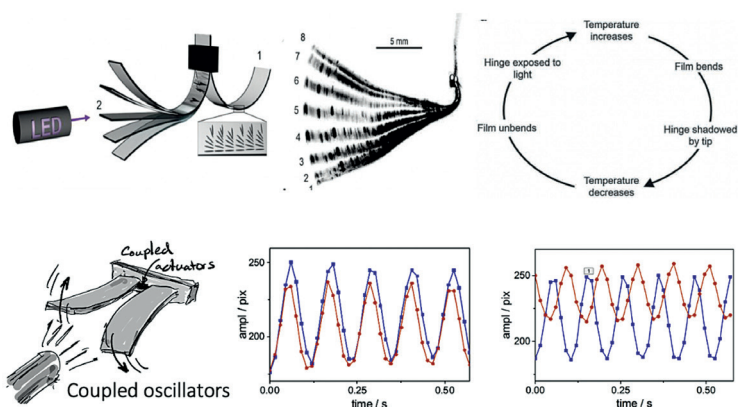 1
2
LED
8
7
6
5
4
3
2
1
5 mm
Temperature
increases
Hinge exposed to
light
Film bends
Film unbends
Hinge shadowed
by tip
Temperature
decreases
Coupled
actuators
Coupled oscillators
250
200
ampl / pix
0.00
0.25
0.50
time / s
1
250
200
ampl / pix
0.00
0.25
0.50
time / s